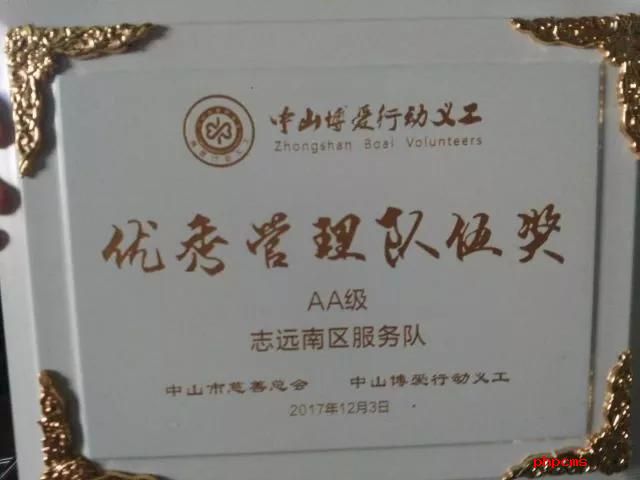 中山博爱行动义工
Zhongshan Boai Volunteers
优秀管理队伍奖
AA级
志远南区服务队
中山市慈善总会 中山博爱行动义工
2017年12月3日
phpcms